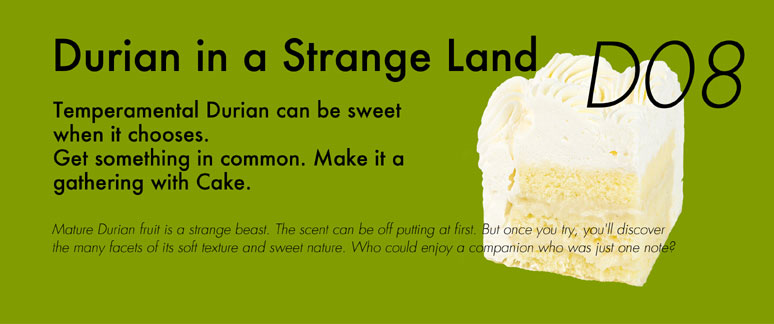 Durian in a Strange Land
D08
Temperamental Durian can be sweet
when it chooses.
Get something in common. Make it a
gathering with Cake.
Mature Durian fruit is a strange beast. The scent can be off putting at first. But once you try, you'll discover
the many facets of its soft texture and sweet nature. Who could enjoy a companion who was just one note?